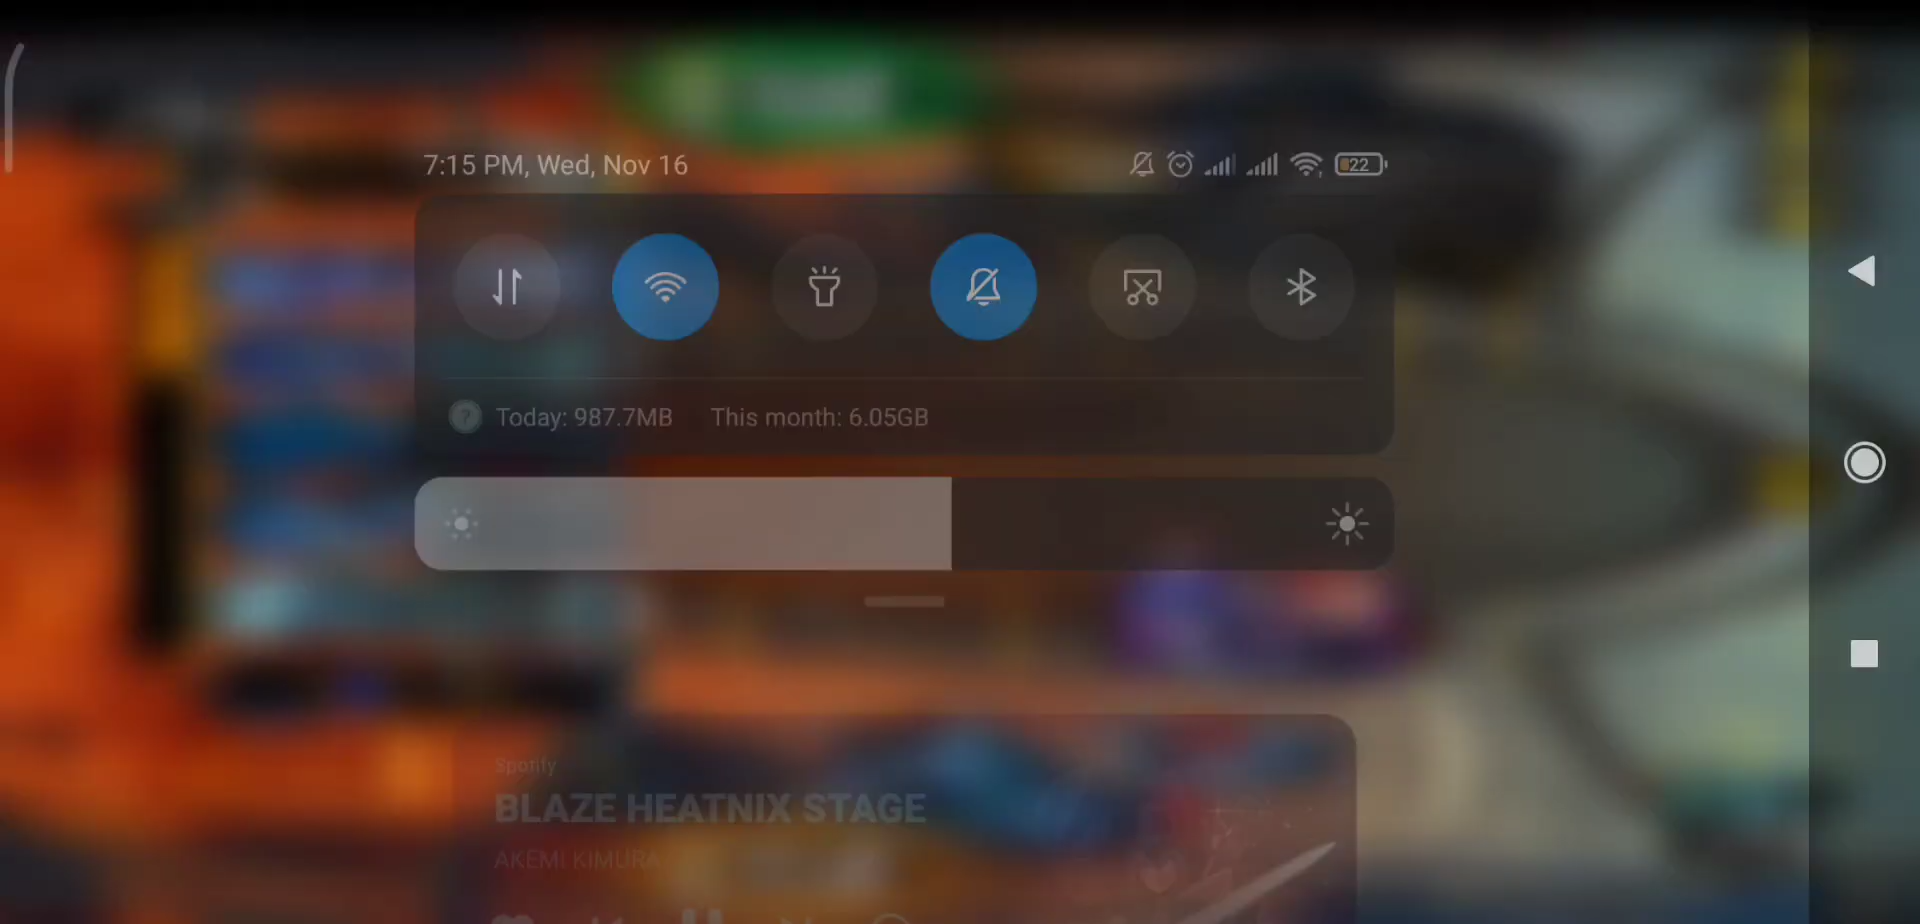 7:15 PM, Wed, Nov 16
22
Today: 987.7MB This month: 6.05GB
Spotify
BLAZE HEATNIX STAGE
AKEMI KIMURA